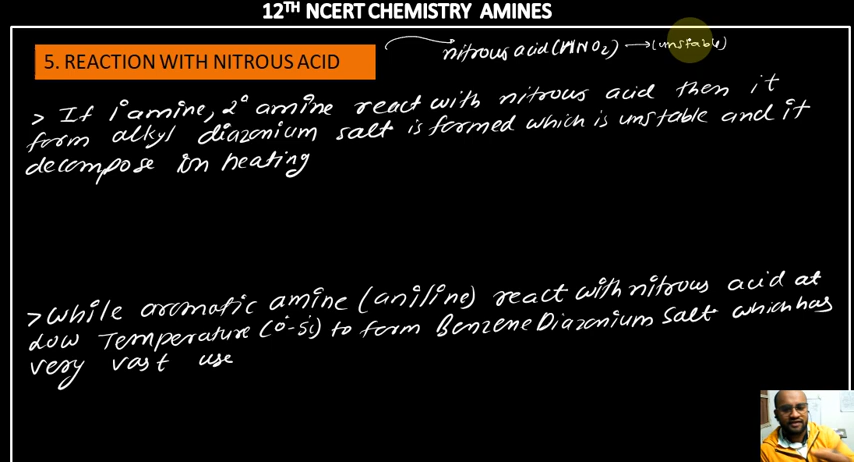 12TH NCERT CHEMISTRY AMINES
5. REACTION WITH NITROUS ACID
nitrous acid (HNO2) → (unstable)
> If 1° amine, 2° amine react with nitrous acid then it
form alkyl diazonium salt is formed which is unstable and it
decompose on heating
> While aromatic amine (aniline) react with nitrous acid at
Low Temperature (0°-5°c) to form Benzene Diazonium Salt which has
very vast use